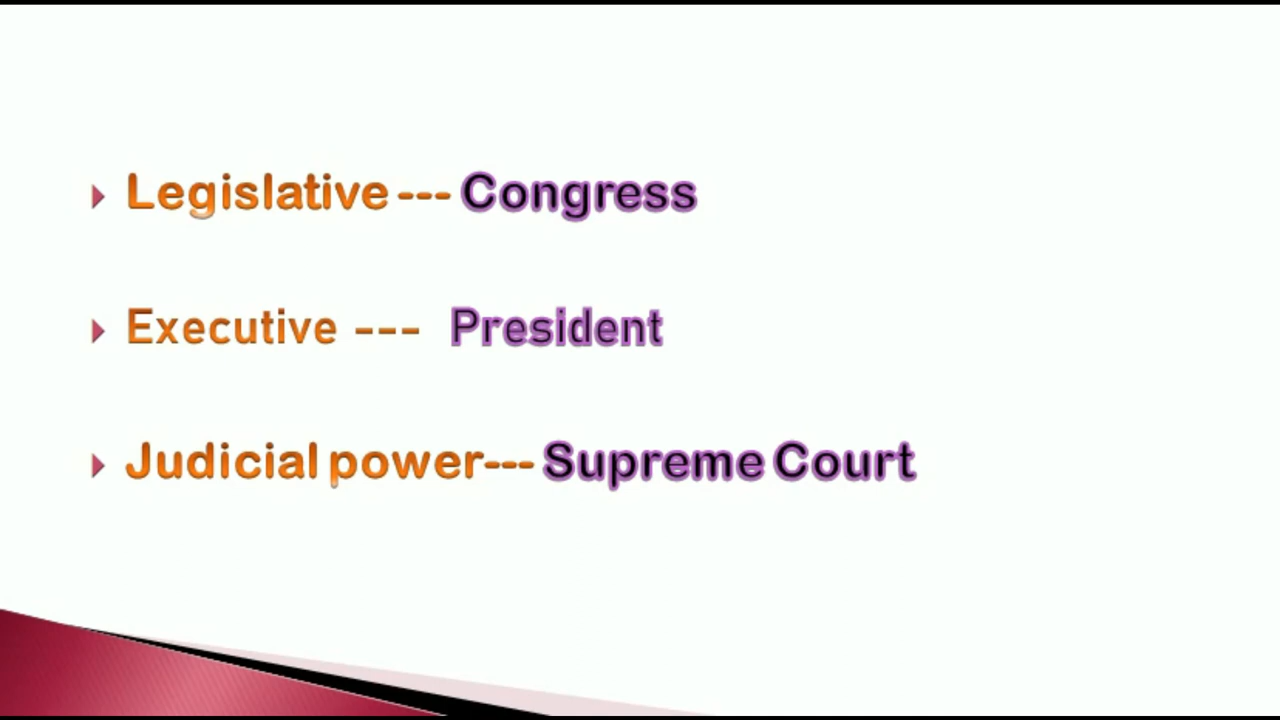 Legislative --- Congress
Executive --- President
Judicial power--- Supreme Court